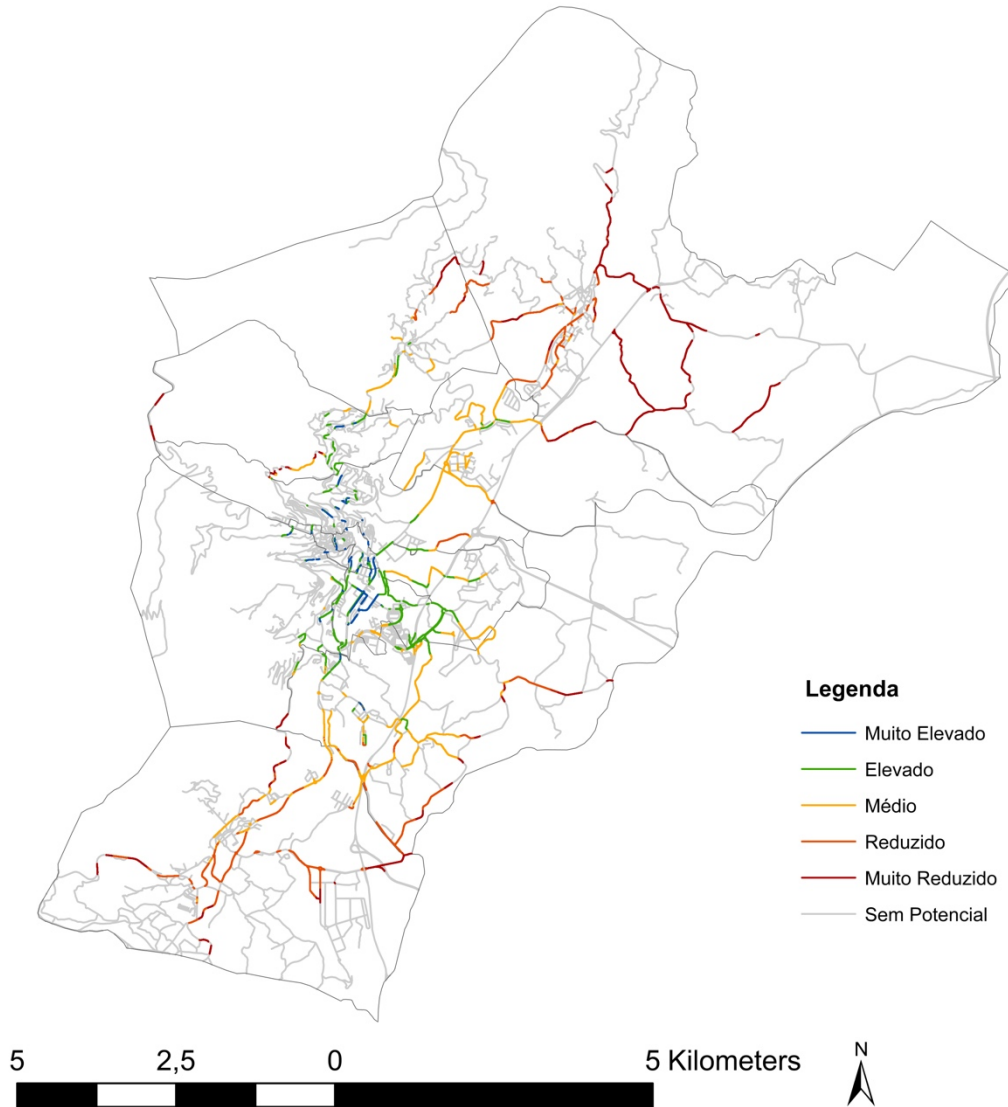 Legenda
Muito Elevado
Elevado
Médio
Reduzido
Muito Reduzido
Sem Potencial
5 2,5 0 5 Kilometers
N